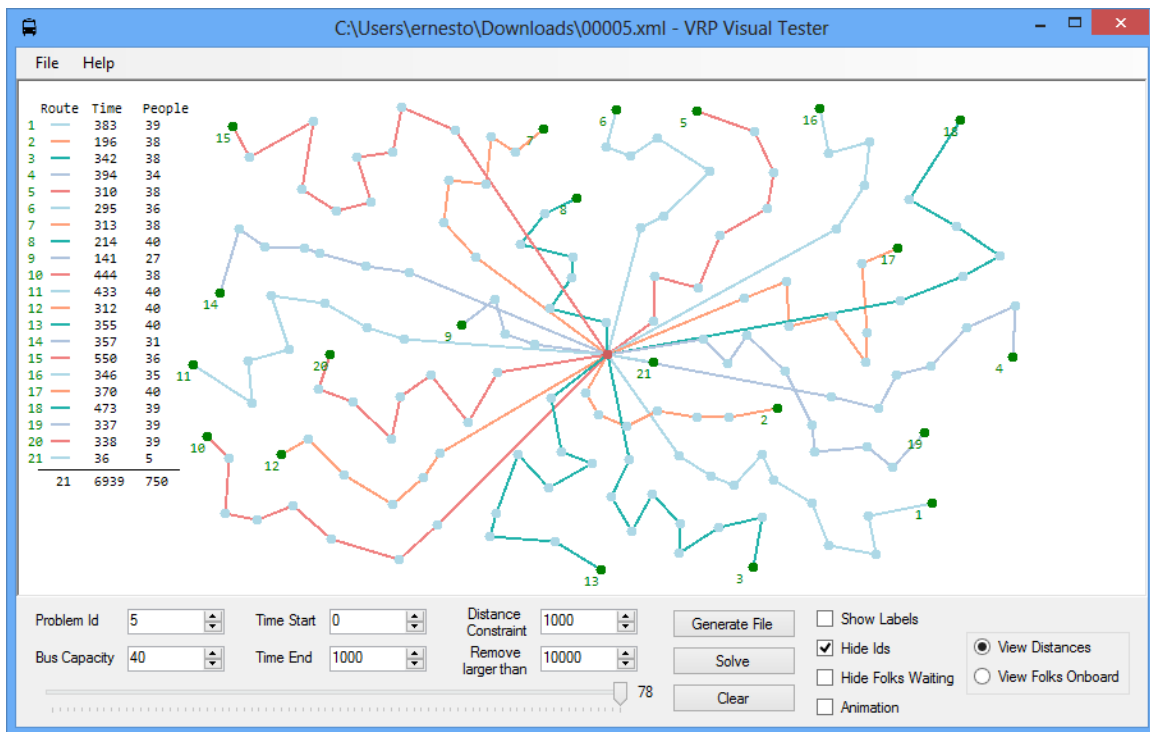 C:\Users\ernesto\Downloads\00005.xml - VRP Visual Tester
File Help
Route Time People
1 383 39
2 196 38
3 342 38
4 394 34
5 310 38
6 295 36
7 313 38
8 214 40
9 141 27
10 444 38
11 433 40
12 312 40
13 355 40
14 357 31
15 550 36
16 346 35
17 370 40
18 473 39
19 337 39
20 338 39
21 36 5
21 6939 750
15
7
6
5
16
18
8
17
14
9
11
20
21
4
2
10
12
19
1
13
3
Problem Id 5
Time Start 0
Distance Constraint 1000
Generate File
Show Labels
Bus Capacity 40
Time End 1000
Remove larger than 10000
Solve
Hide Ids
View Distances
Hide Folks Waiting
View Folks Onboard
78
Clear
Animation